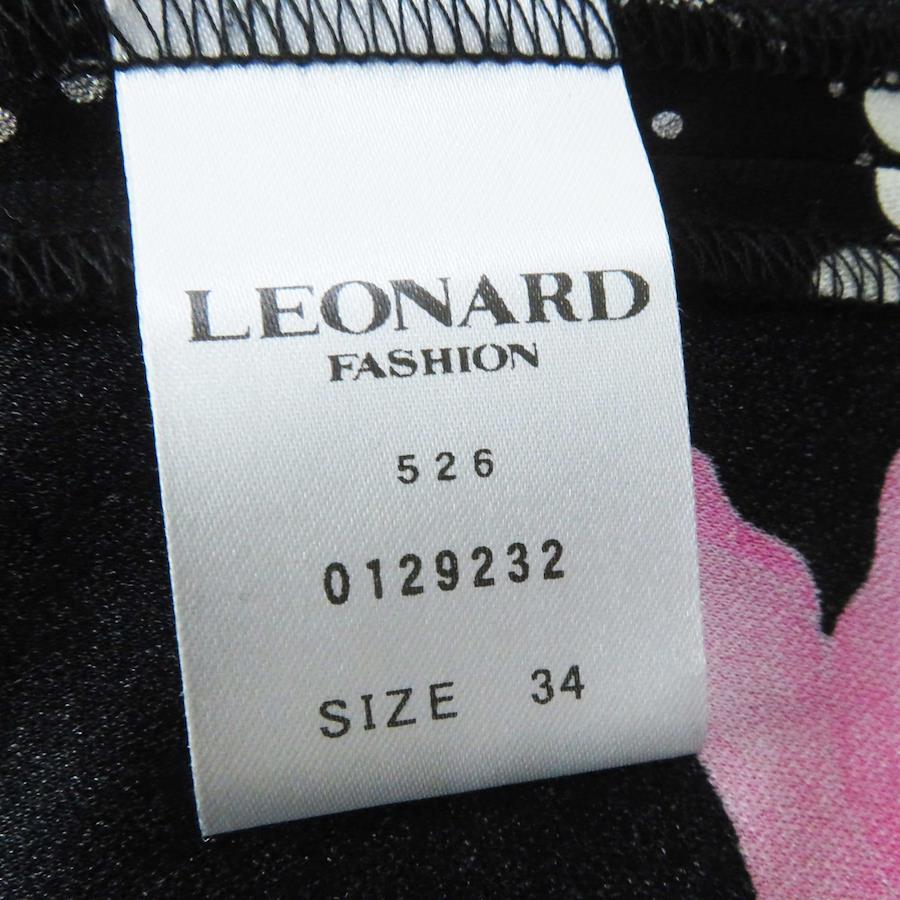 LEONARD
FASHION
526
0129232
SIZE 34